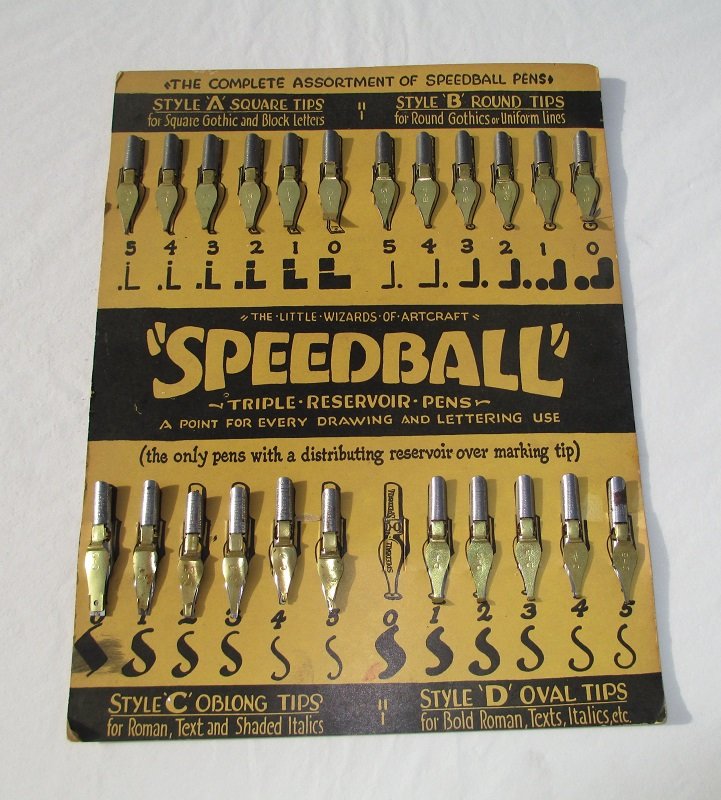 THE COMPLETE ASSORTMENT OF SPEEDBALL PENS
STYLE 'A' SQUARE TIPS
for Square Gothic and Block Letters
STYLE 'B' ROUND TIPS
for Round Gothics or Uniform lines
5 4 3 2 1 0 5 4 3 2 1 0
THE·LITTLE·WIZARDS·OF·ARTCRAFT
'SPEEDBALL'
TRIPLE·RESERVOIR·PENS
A POINT FOR EVERY DRAWING AND LETTERING USE
(the only pens with a distributing reservoir over marking tip)
SPEEDBALL
1 2 3 4 5 0 1 2 3 4 5
STYLE 'C' OBLONG TIPS
for Roman, Text and Shaded Italics
STYLE 'D' OVAL TIPS
for Bold Roman, Texts, Italics, etc.